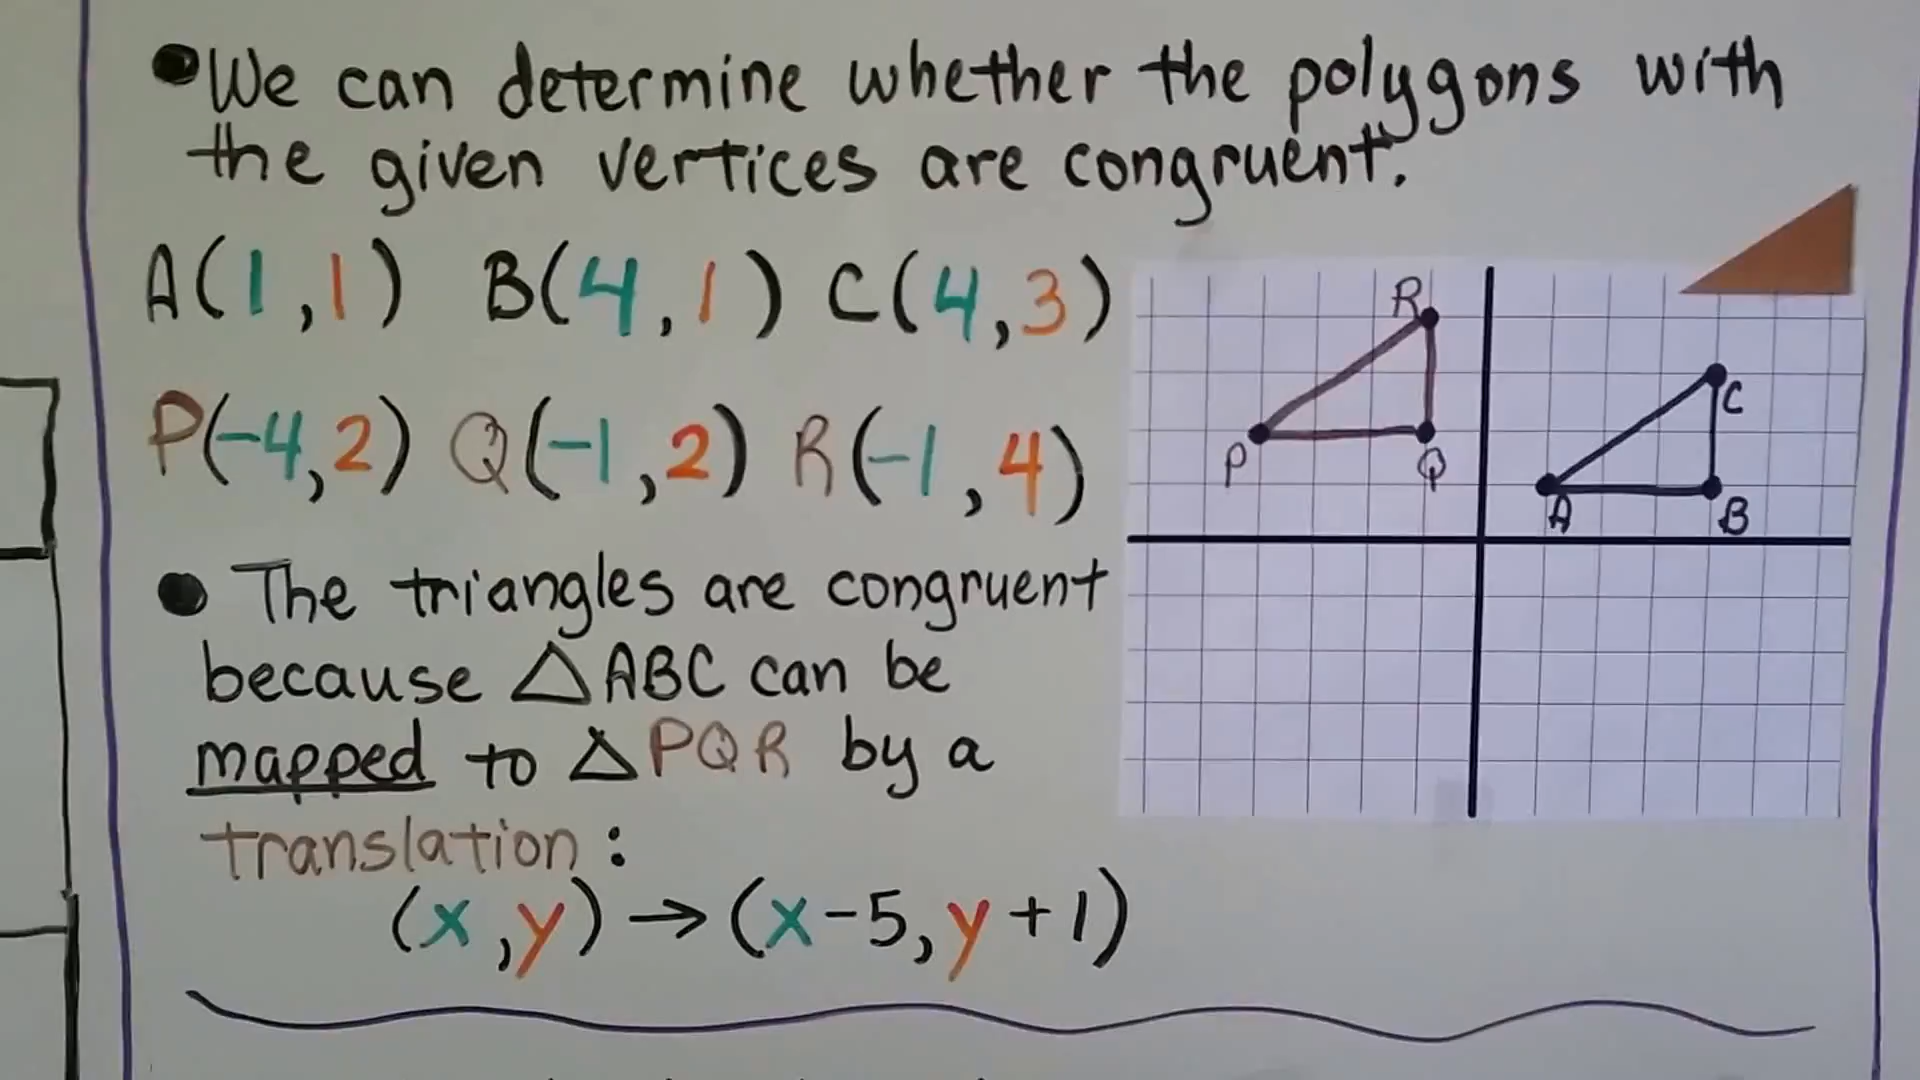 We can determine whether the polygons with
the given vertices are congruent.
A(1,1) B(4,1) C(4,3)
P(-4,2) Q(-1,2) R(-1,4)
R
C
P
Q
A
B
The triangles are congruent
because △ABC can be
mapped to △PQR by a
translation:
(x,y)→(x-5,y+1)